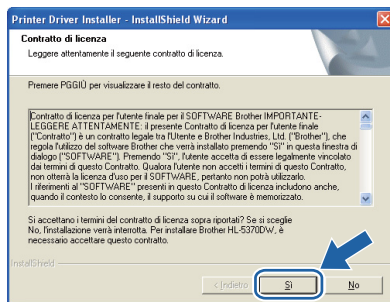 Printer Driver Installer - InstallShield Wizard
Contratto di licenza
Leggere attentamente il seguente contratto di licenza.
Premere PGGIÙ per visualizzare il resto del contratto.
Contratto di licenza per l'utente finale per il SOFTWARE Brother IMPORTANTE-
LEGGERE ATTENTAMENTE: il presente Contratto di licenza per l'utente finale
("Contratto") è un contratto legale tra l'Utente e Brother Industries, Ltd. ("Brother"), che
regola l'utilizzo del software Brother che verrà installato premendo "Sì" in questa finestra di
dialogo ("SOFTWARE"). Premendo "Sì", l'utente accetta di essere legalmente vincolato
dai termini di questo Contratto. Qualora l'utente non accetti i termini di questo Contratto,
non otterrà la licenza d'uso per il SOFTWARE, pertanto non potrà utilizzarlo.
I riferimenti al "SOFTWARE" presenti in questo Contratto di licenza includono anche,
quando il contesto lo consente, il supporto su cui il software è memorizzato.
Si accettano i termini del contratto di licenza sopra riportati? Se si sceglie
No, l'installazione verrà interrotta. Per installare Brother HL-5370DW, è
necessario accettare questo contratto.
InstallShield
< Indietro Sì No